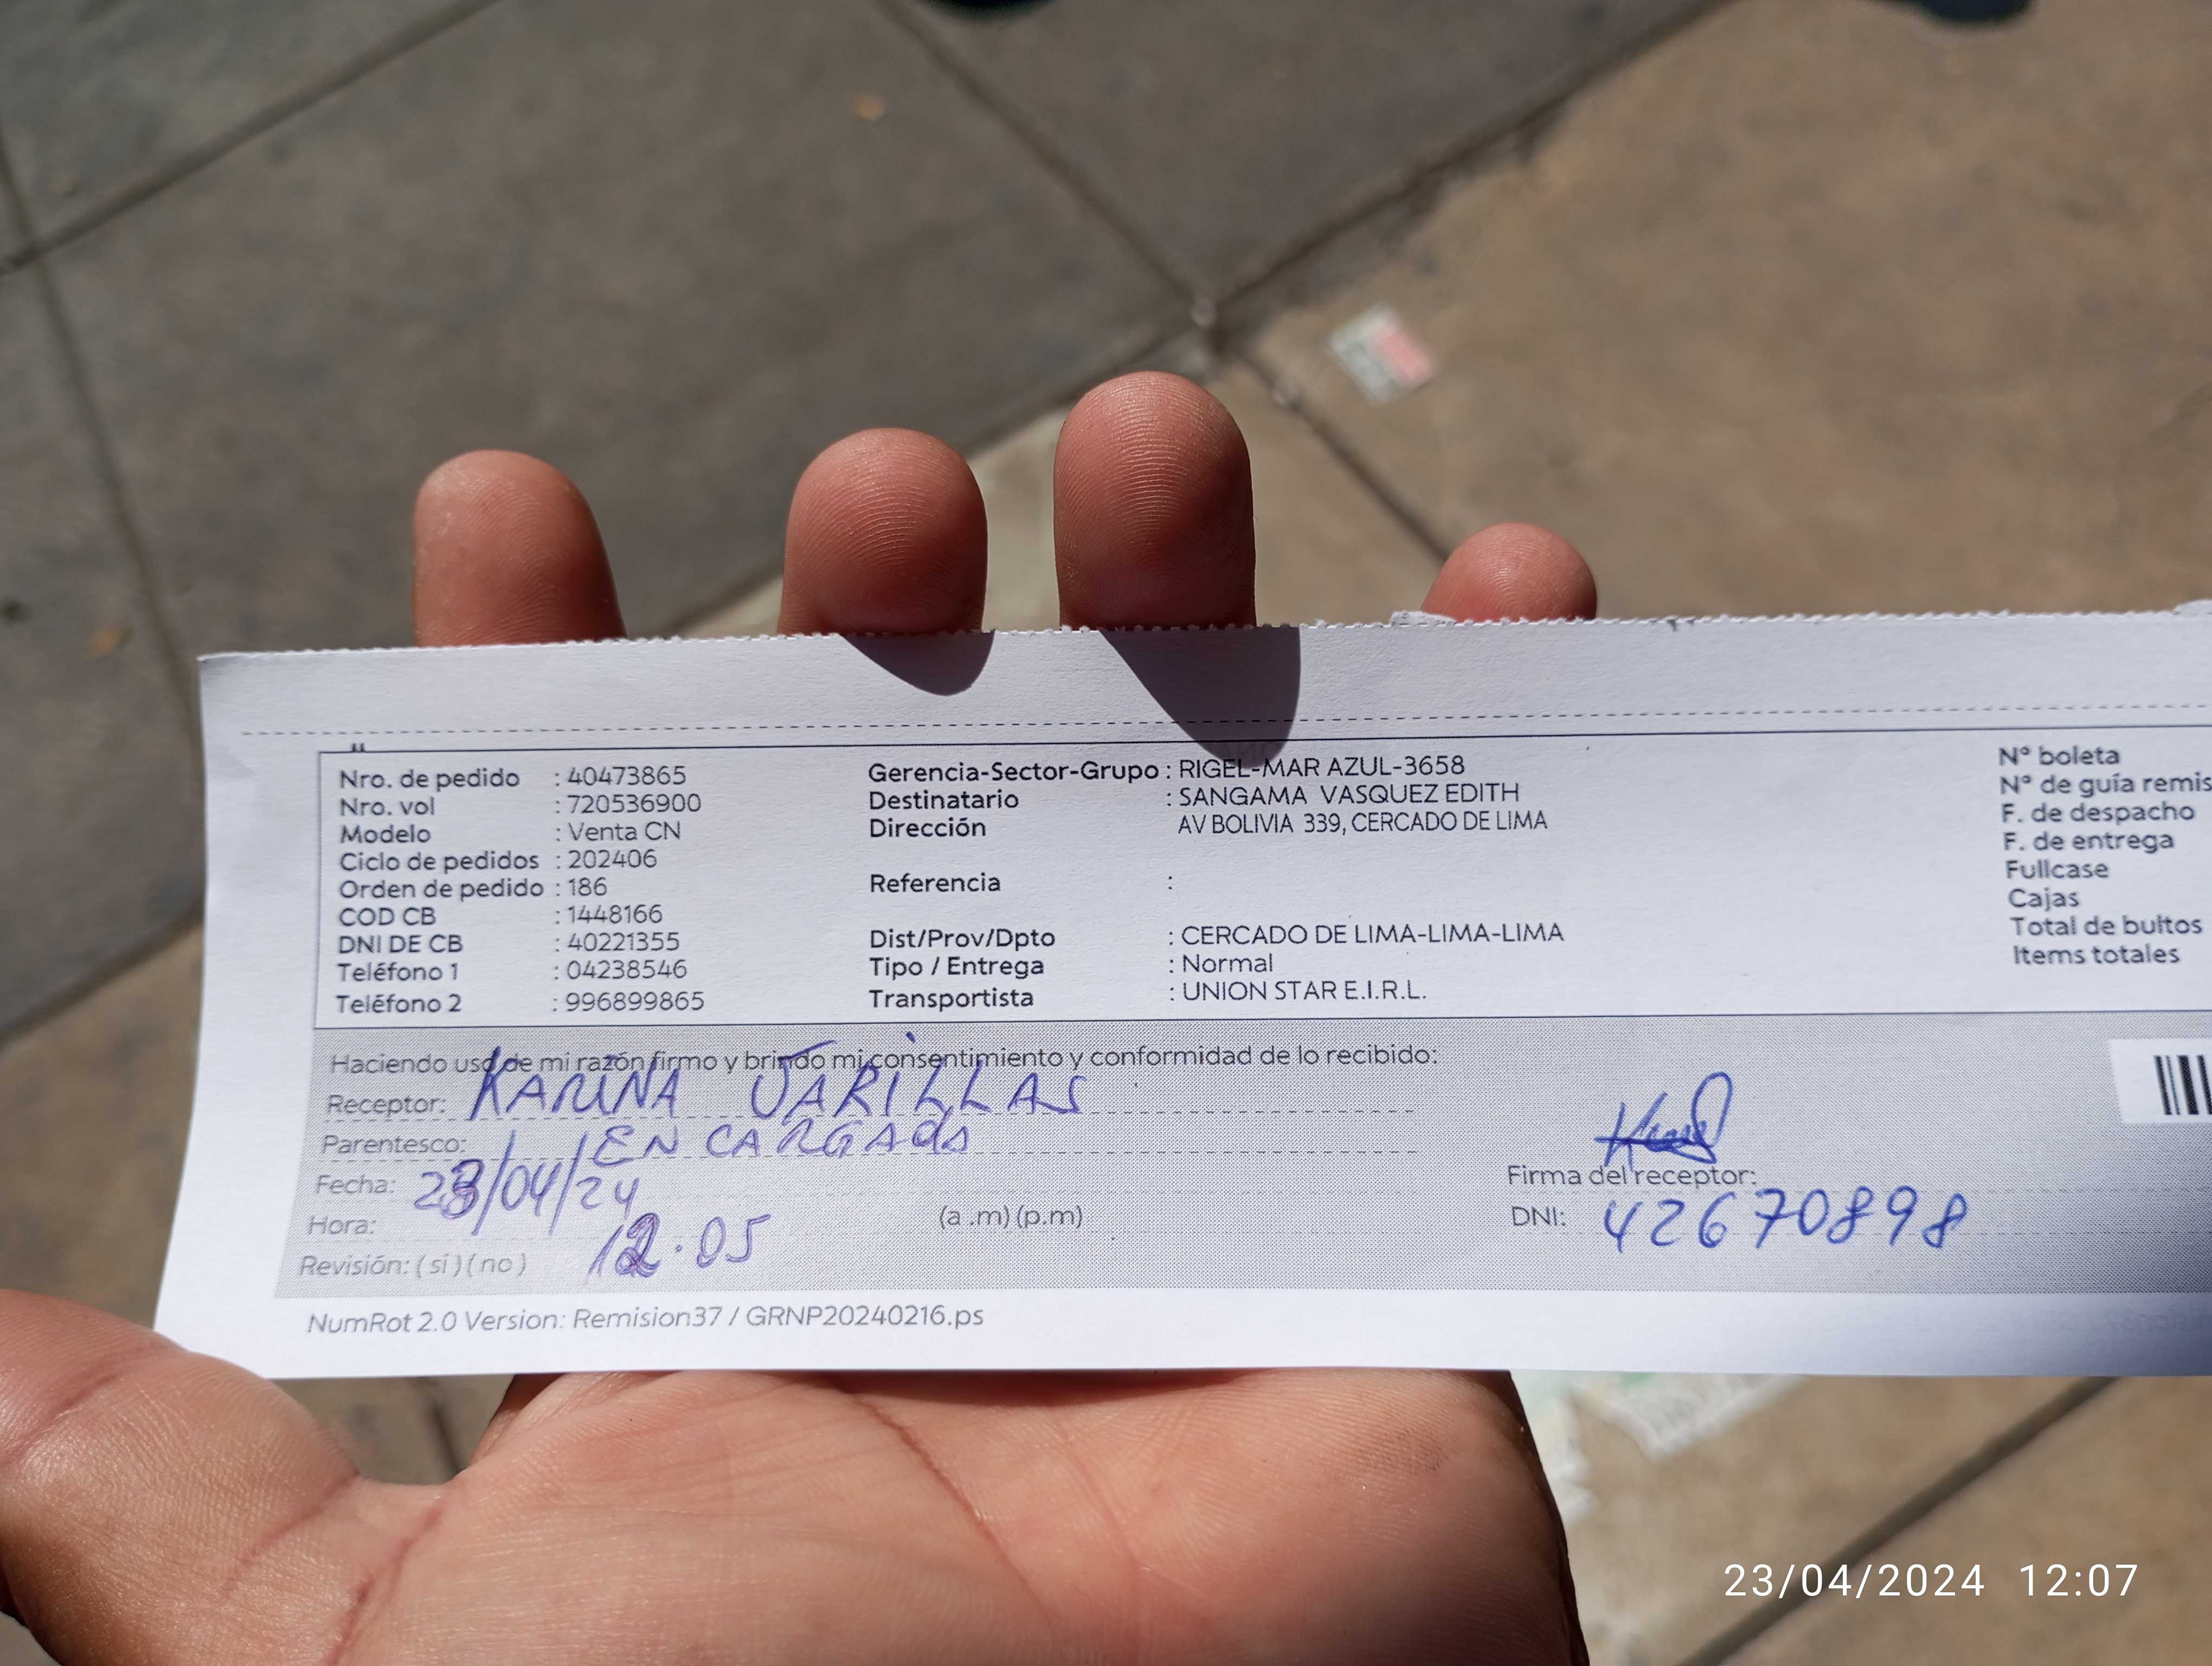 Nro. de pedido : 40473865
Nro. vol : 720536900
Modelo : Venta CN
Ciclo de pedidos : 202406
Orden de pedido : 186
COD CB : 1448166
DNI DE CB : 40221355
Teléfono 1 : 04238546
Teléfono 2 : 996899865
Gerencia-Sector-Grupo : RIGEL-MAR AZUL-3658
Destinatario : SANGAMA VASQUEZ EDITH
Dirección AV BOLIVIA 339, CERCADO DE LIMA
Referencia :
Dist/Prov/Dpto : CERCADO DE LIMA-LIMA-LIMA
Tipo / Entrega : Normal
Transportista : UNION STAR E.I.R.L.
N° boleta
N° de guía remis
F. de despacho
F. de entrega
Fullcase
Cajas
Total de bultos
Items totales
Haciendo uso de mi razón firmo y brindo mi consentimiento y conformidad de lo recibido:
Receptor: KARINA JARILLAS
Parentesco: ENCARGADA
Fecha: 23/04/24
Hora: 12.05 (a .m) (p.m)
Revisión: ( si ) ( no )
Firma del receptor:
DNI: 42670898
NumRot 2.0 Version: Remision37 / GRNP20240216.ps
23/04/2024 12:07